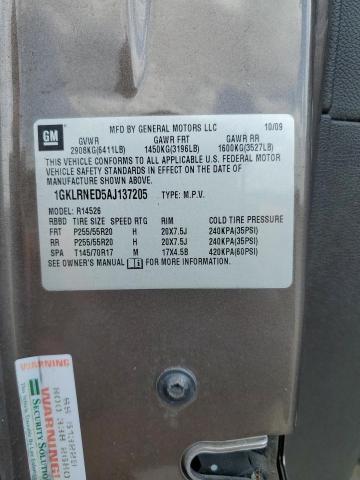 GM
MFD BY GENERAL MOTORS LLC 10/09
GVWR GAWR FRT GAWR RR
2908KG(6411LB) 1450KG(3196LB) 1600KG(3527LB)
THIS VEHICLE CONFORMS TO ALL APPLICABLE U.S. FEDERAL MOTOR
VEHICLE SAFETY STANDARDS IN EFFECT ON THE DATE OF
MANUFACTURE SHOWN ABOVE.
1GKLRNED5AJ137205 TYPE: M.P.V.
MODEL: R14526
RBBD TIRE SIZE SPEED RTG RIM COLD TIRE PRESSURE
FRT P255/55R20 H 20X7.5J 240KPA(35PSI)
RR P255/55R20 H 20X7.5J 240KPA(35PSI)
SPA T145/70R17 M 17X4.5B 420KPA(60PSI)
SEE OWNER'S MANUAL FOR MORE INFORMATION
WARNING
WARNING!
SECURITY